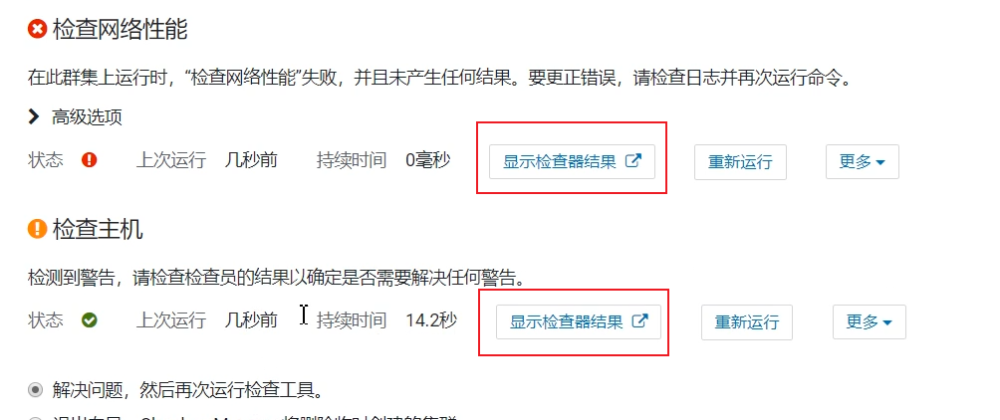 检查网络性能
在此群集上运行时，“检查网络性能”失败，并且未产生任何结果。要更正错误，请检查日志并再次运行命令。
高级选项
状态 上次运行 几秒前 持续时间 0毫秒 显示检查器结果 重新运行 更多
检查主机
检测到警告，请检查检查员的结果以确定是否需要解决任何警告。
状态 上次运行 几秒前 持续时间 14.2秒 显示检查器结果 重新运行 更多
解决问题，然后再次运行检查工具。